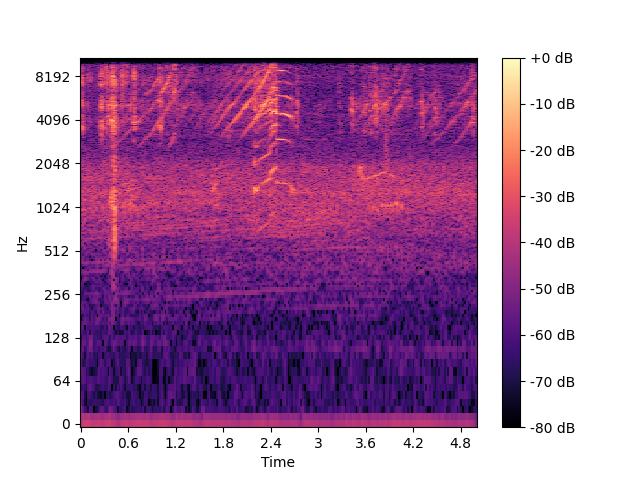 8192
4096
2048
1024
512
256
128
64
0
Hz
0 0.6 1.2 1.8 2.4 3 3.6 4.2 4.8
Time
+0 dB
-10 dB
-20 dB
-30 dB
-40 dB
-50 dB
-60 dB
-70 dB
-80 dB